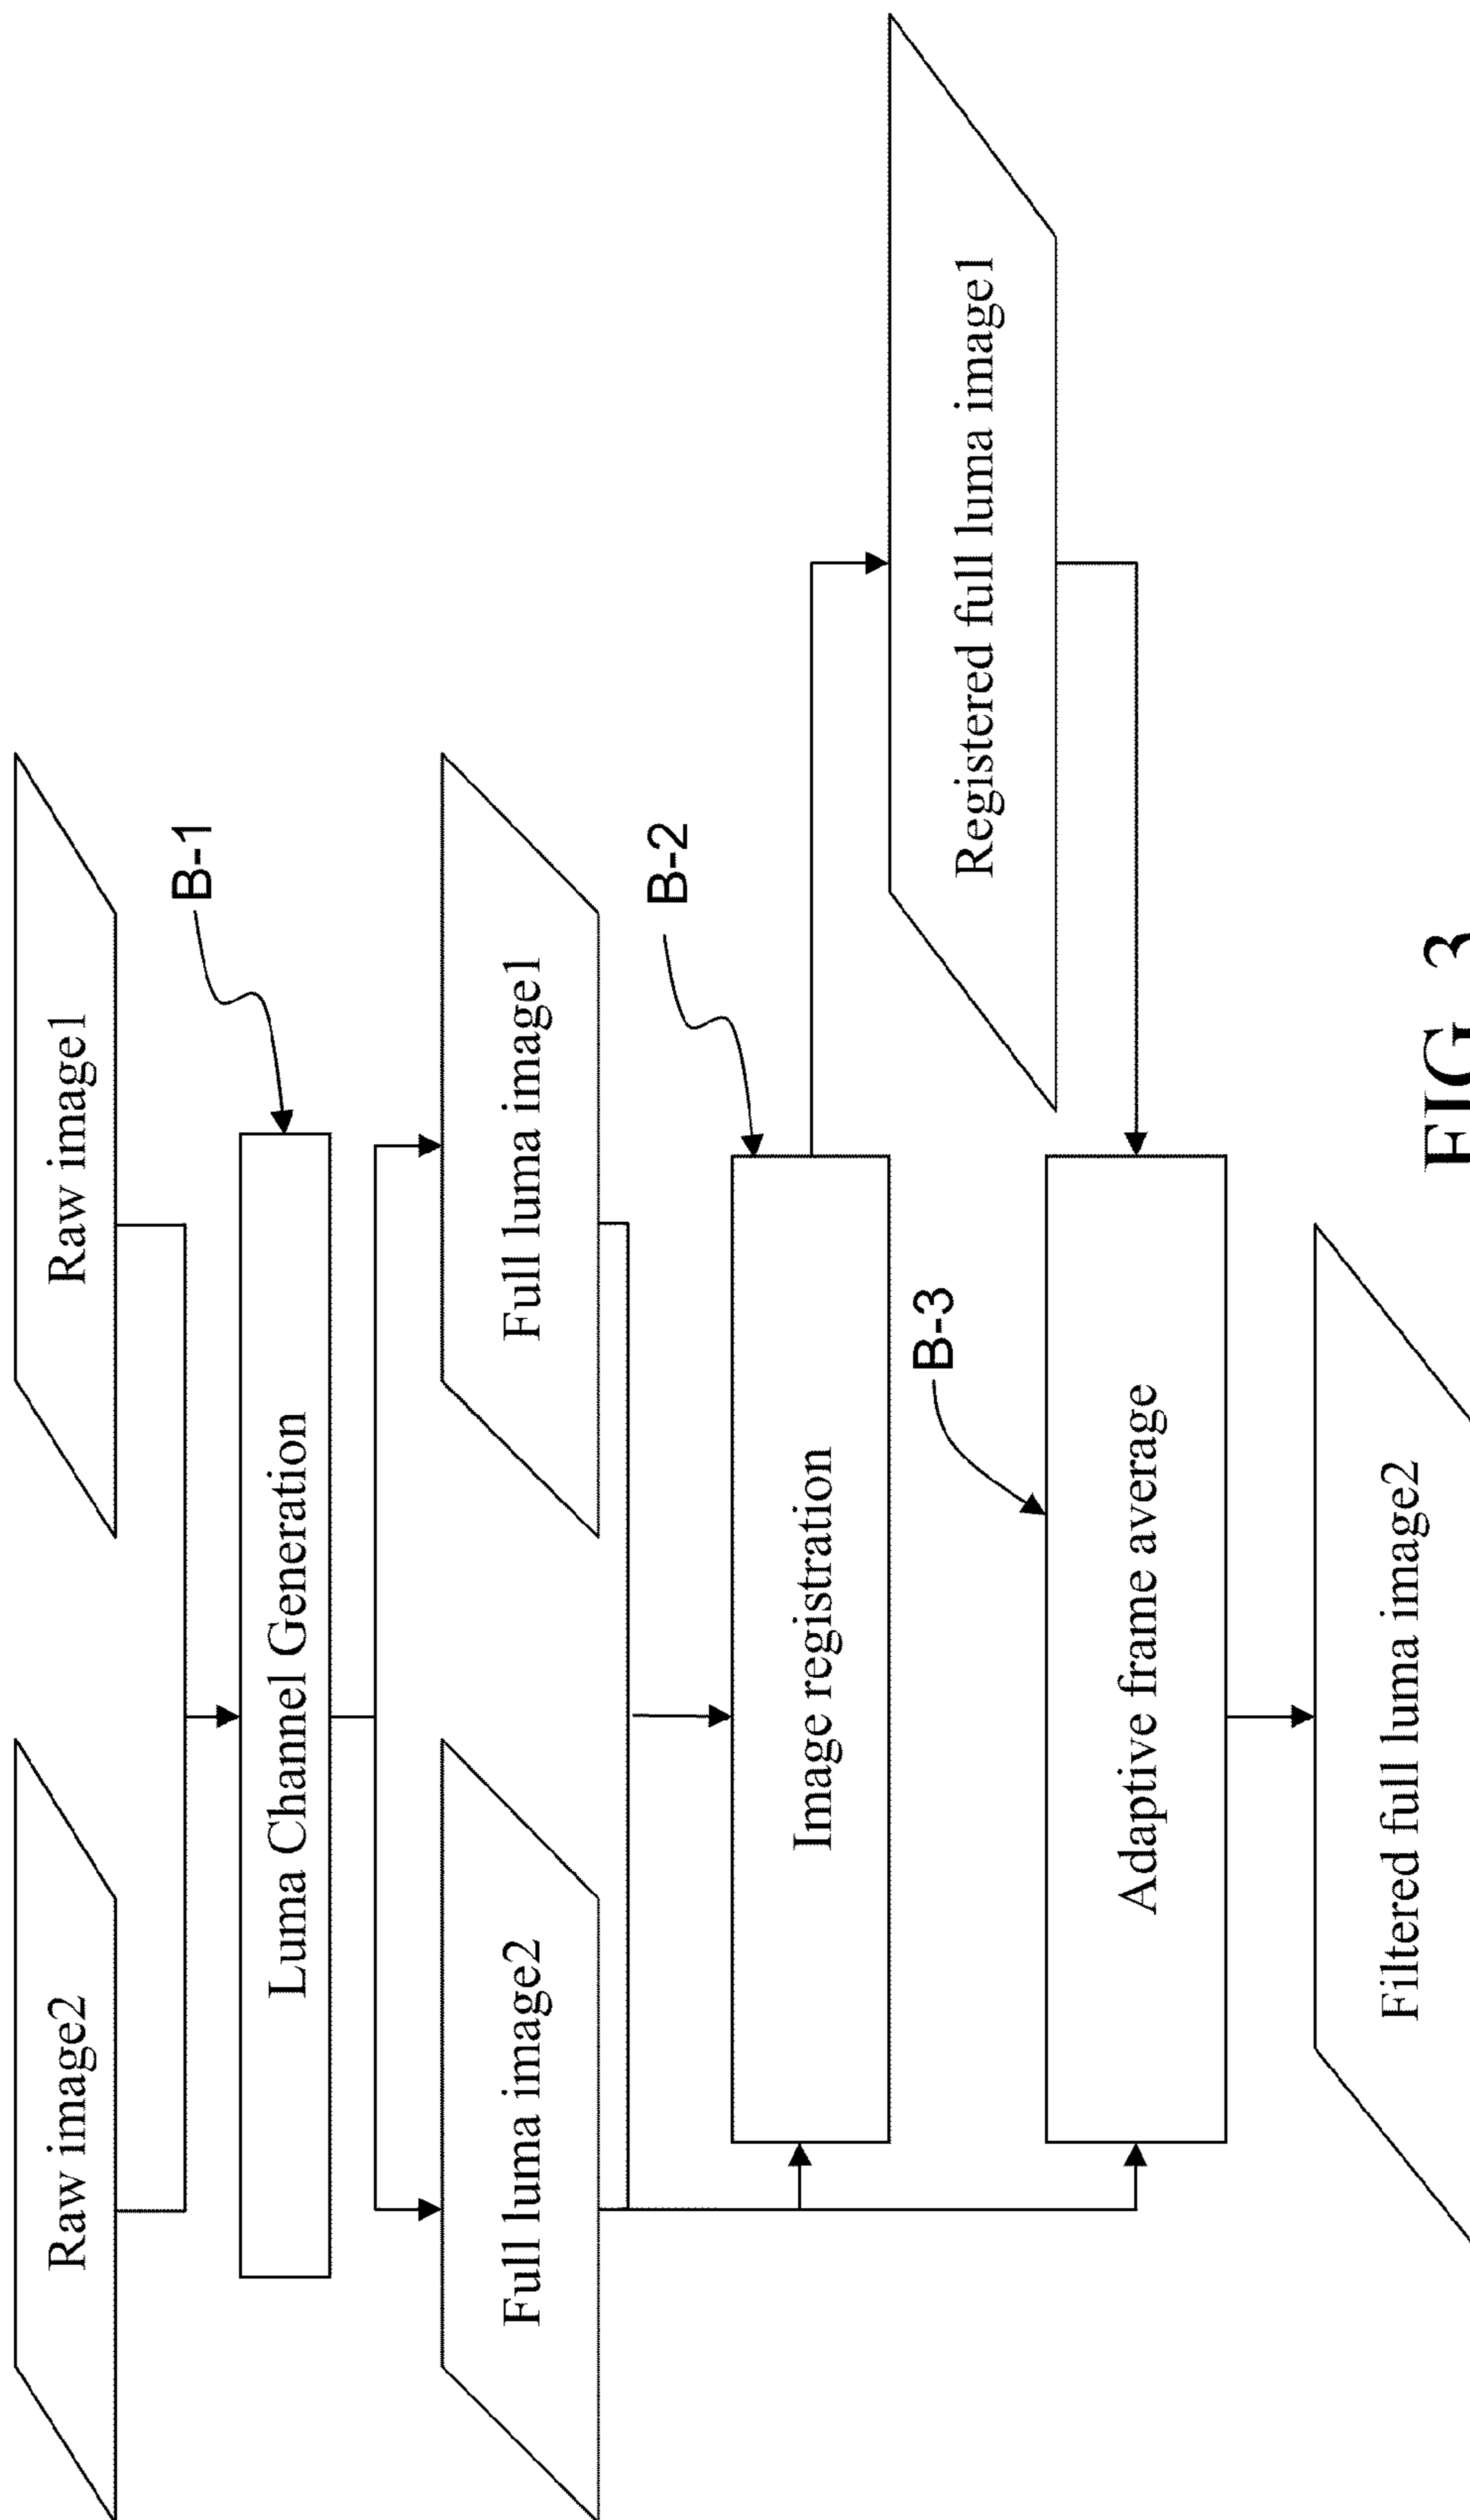 Raw image2
Raw image1
B-1
Luma Channel Generation
Full luma image2
Full luma image1
B-2
Image registration
Registered full luma image1
B-3
Adaptive frame average
Filtered full luma image2
FIG. 3